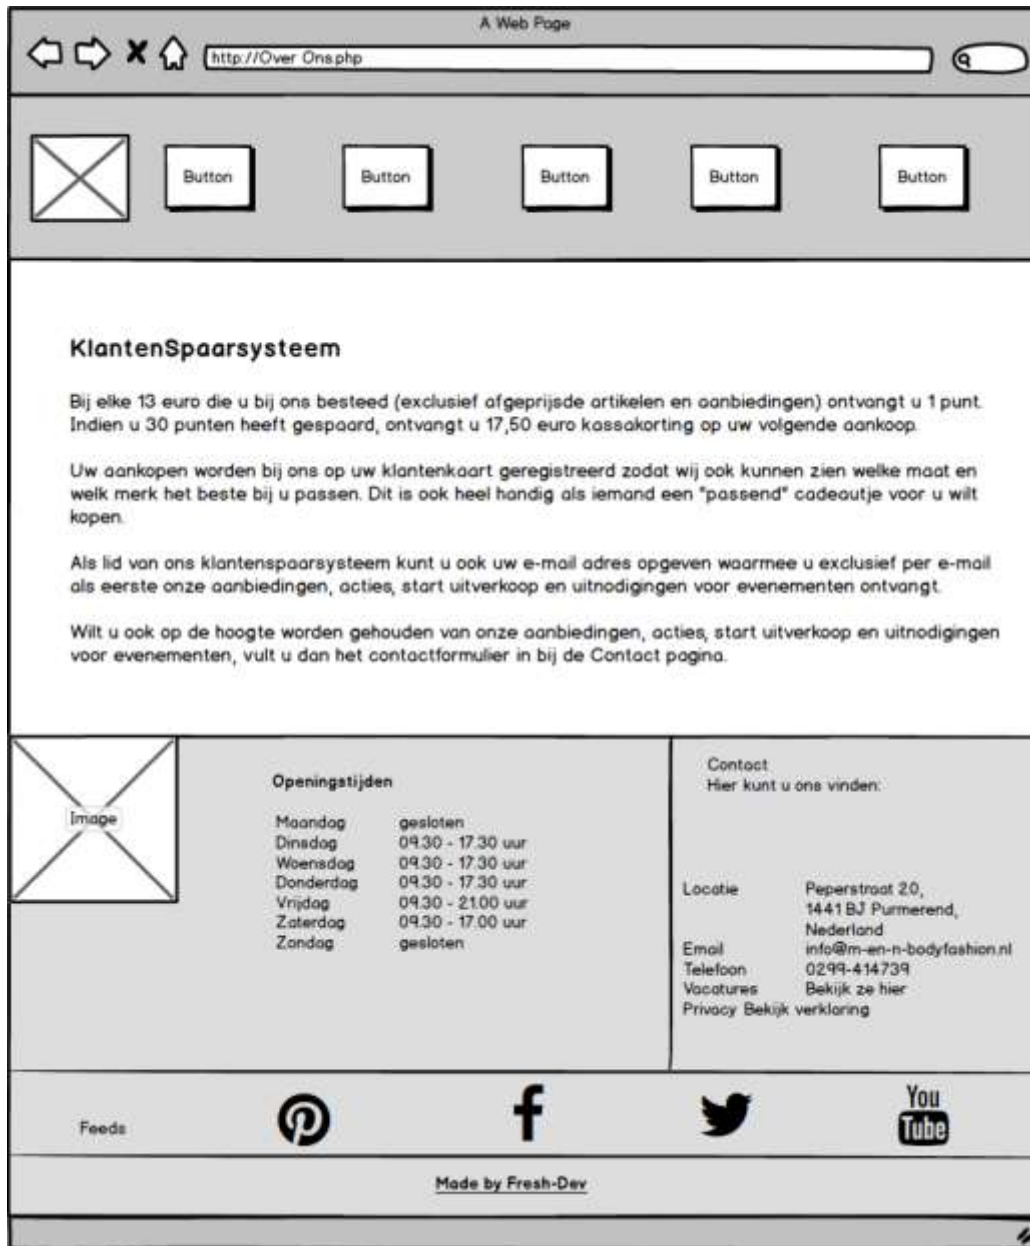 A Web Page
http://Over Ons.php
Button Button Button Button Button
KlantenSpaarsysteem
Bij elke 13 euro die u bij ons besteed (exclusief afgeprijsde artikelen en aanbiedingen) ontvangt u 1 punt.
Indien u 30 punten heeft gespaard, ontvangt u 17,50 euro kassakorting op uw volgende aankoop.
Uw aankopen worden bij ons op uw klantenkaart geregistreerd zodat wij ook kunnen zien welke maat en
welk merk het beste bij u passen. Dit is ook heel handig als iemand een "passend" cadeautje voor u wilt
kopen.
Als lid van ons klantenspaarsysteem kunt u ook uw e-mail adres opgeven waarmee u exclusief per e-mail
als eerste onze aanbiedingen, acties, start uitverkoop en uitnodigingen voor evenementen ontvangt.
Wilt u ook op de hoogte worden gehouden van onze aanbiedingen, acties, start uitverkoop en uitnodigingen
voor evenementen, vult u dan het contactformulier in bij de Contact pagina.
Image
Openingstijden
Maandag gesloten
Dinsdag 09.30 - 17.30 uur
Woensdag 09.30 - 17.30 uur
Donderdag 09.30 - 17.30 uur
Vrijdag 09.30 - 21.00 uur
Zaterdag 09.30 - 17.00 uur
Zondag gesloten
Contact
Hier kunt u ons vinden:
Locatie Peperstraat 20,
1441 BJ Purmerend,
Nederland
Email info@m-en-n-bodyfashion.nl
Telefoon 0299-414739
Vacatures Bekijk ze hier
Privacy Bekijk verklaring
Feeds
You
Tube
Made by Fresh-Dev